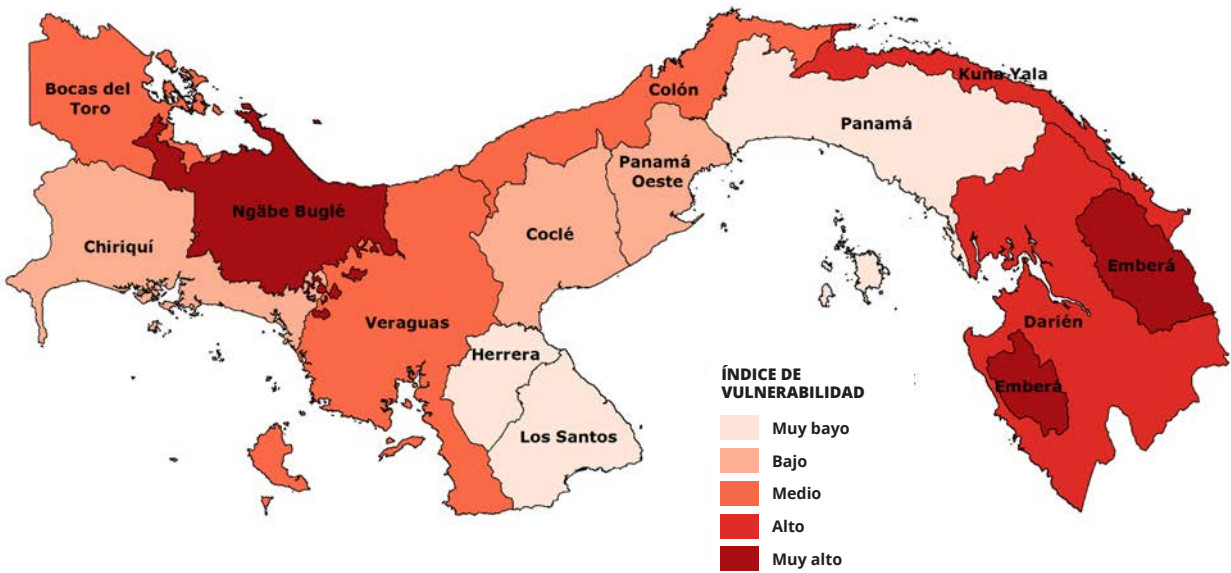 Bocas del
Toro
Colón
Kuna Yala
Panamá
Panamá
Oeste
Ngäbe Buglé
Coclé
Chiriquí
Emberá
Veraguas
Darién
Herrera
Emberá
Los Santos
ÍNDICE DE
VULNERABILIDAD
Muy bayo
Bajo
Medio
Alto
Muy alto